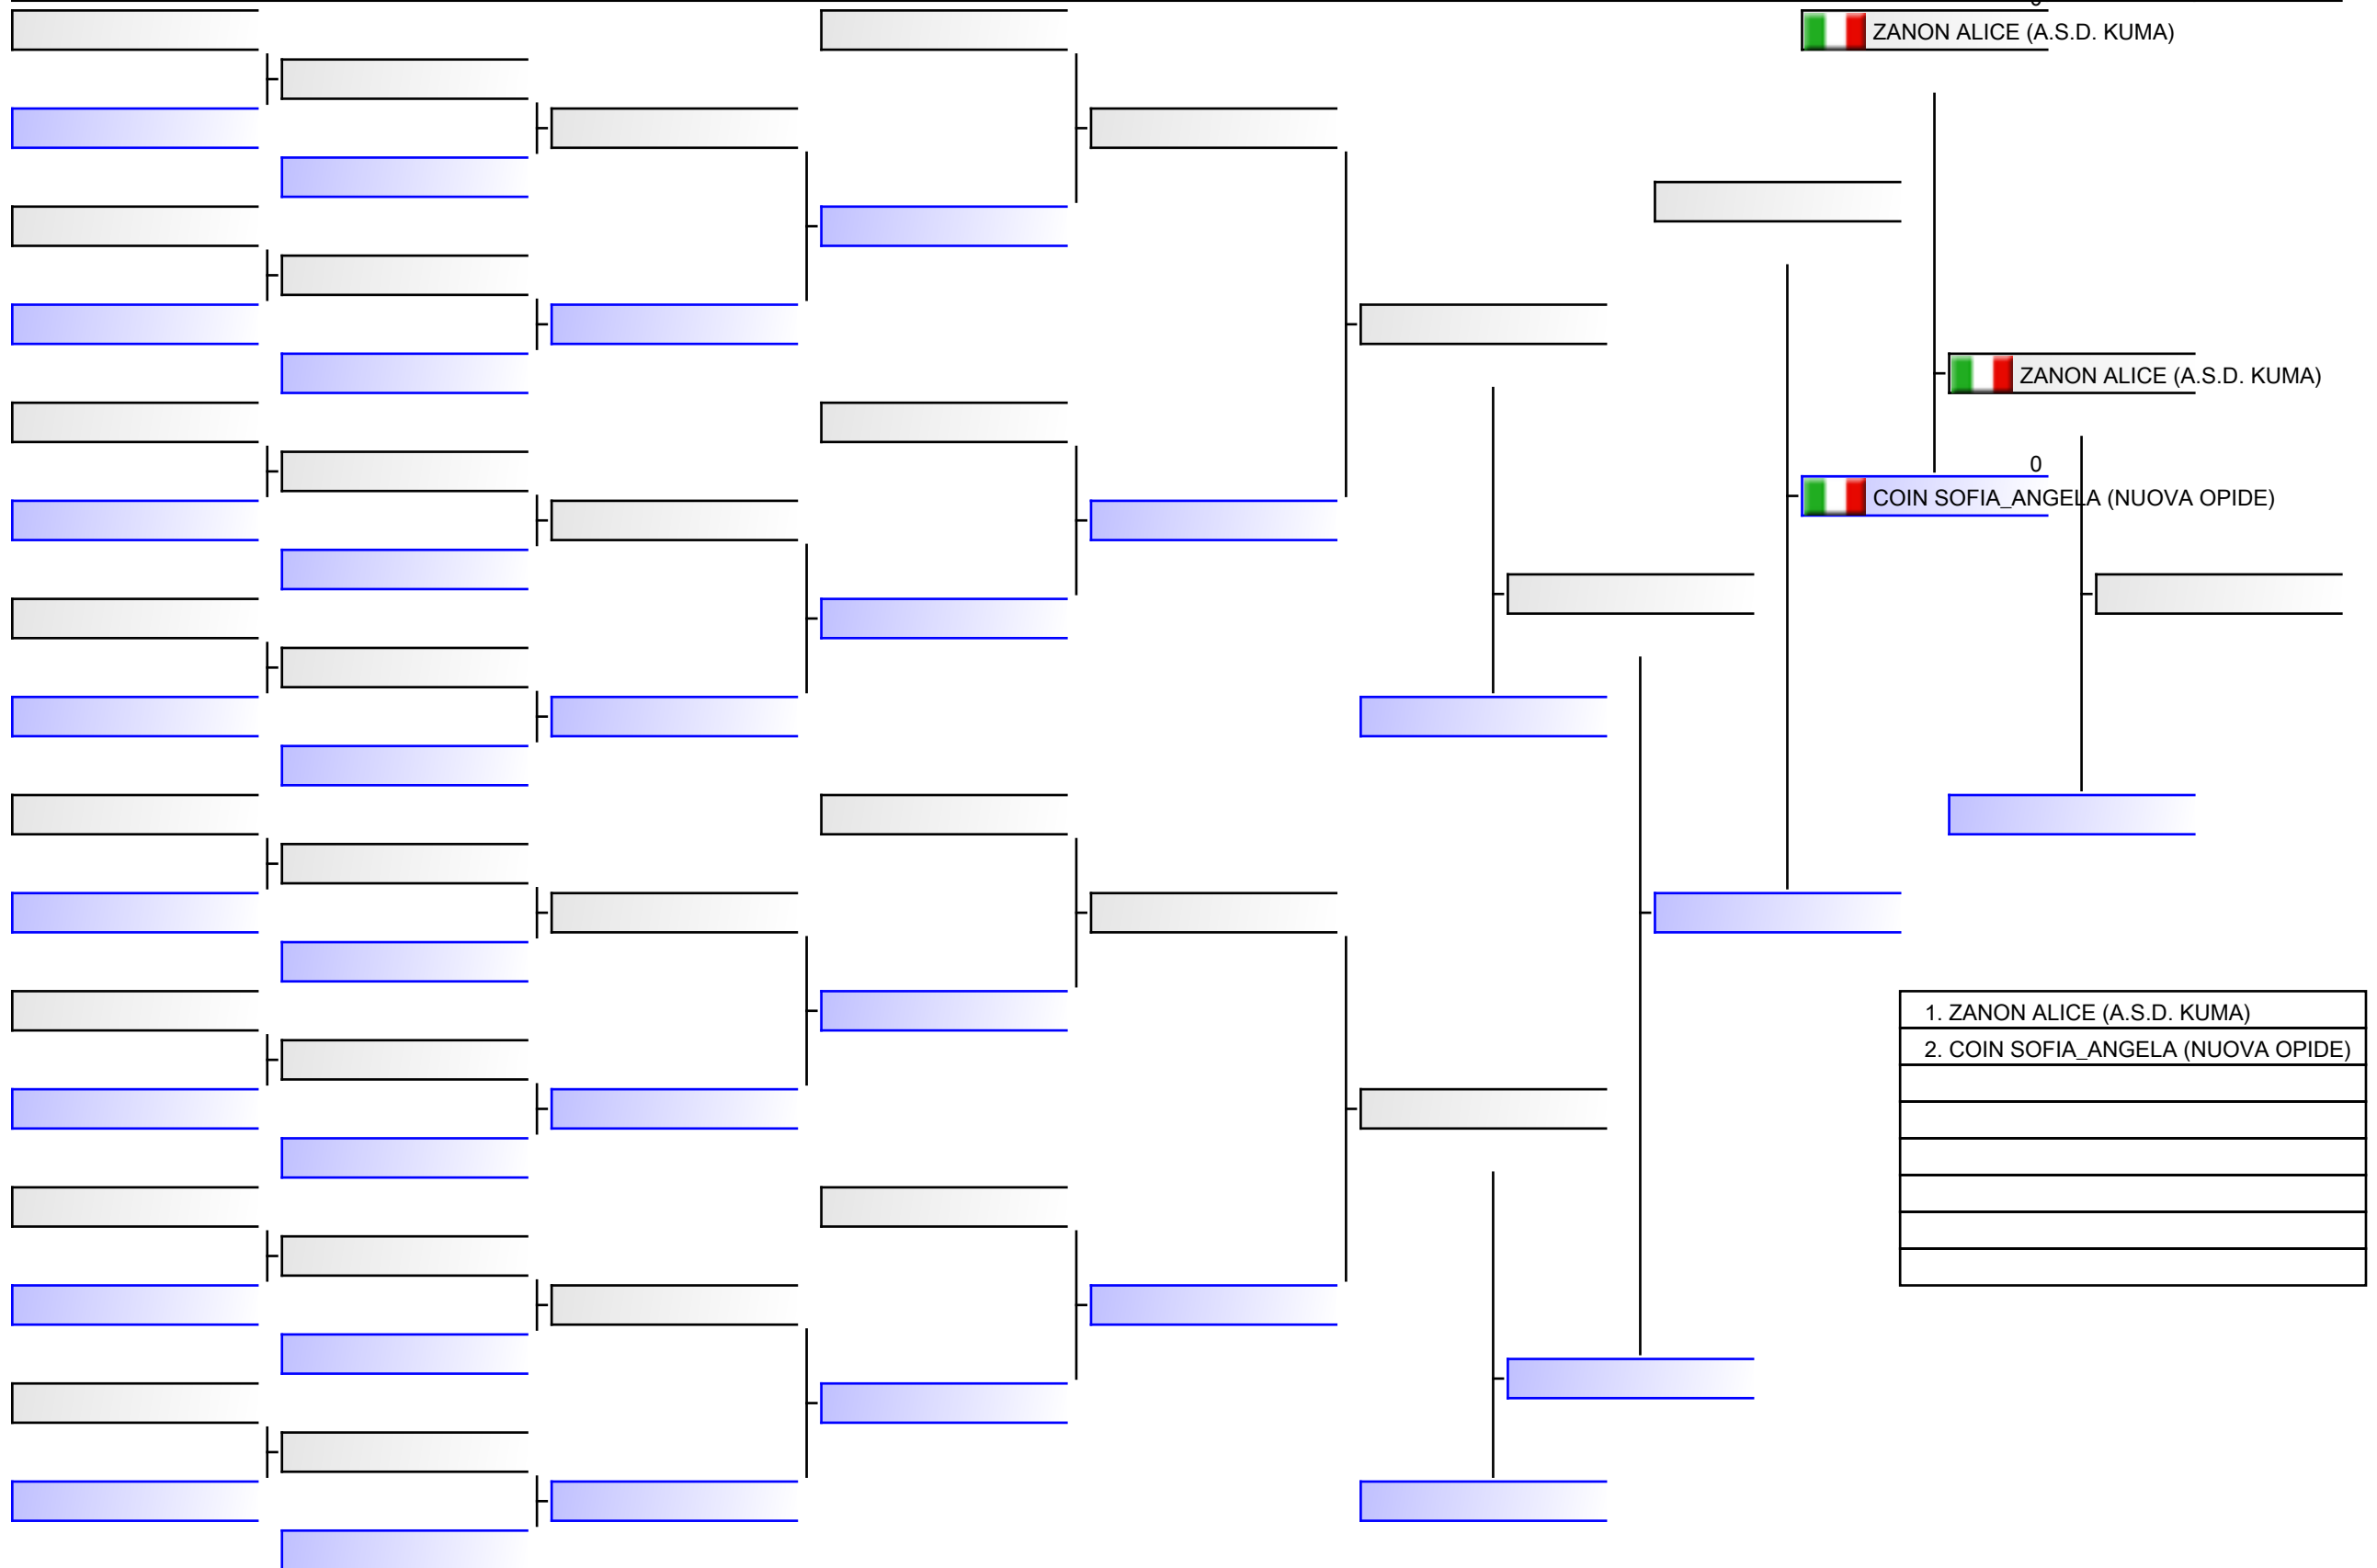 ZANON ALICE (A.S.D. KUMA)
ZANON ALICE (A.S.D. KUMA)
0
COIN SOFIA_ANGELA (NUOVA OPIDE)
1. ZANON ALICE (A.S.D. KUMA)
2. COIN SOFIA_ANGELA (NUOVA OPIDE)